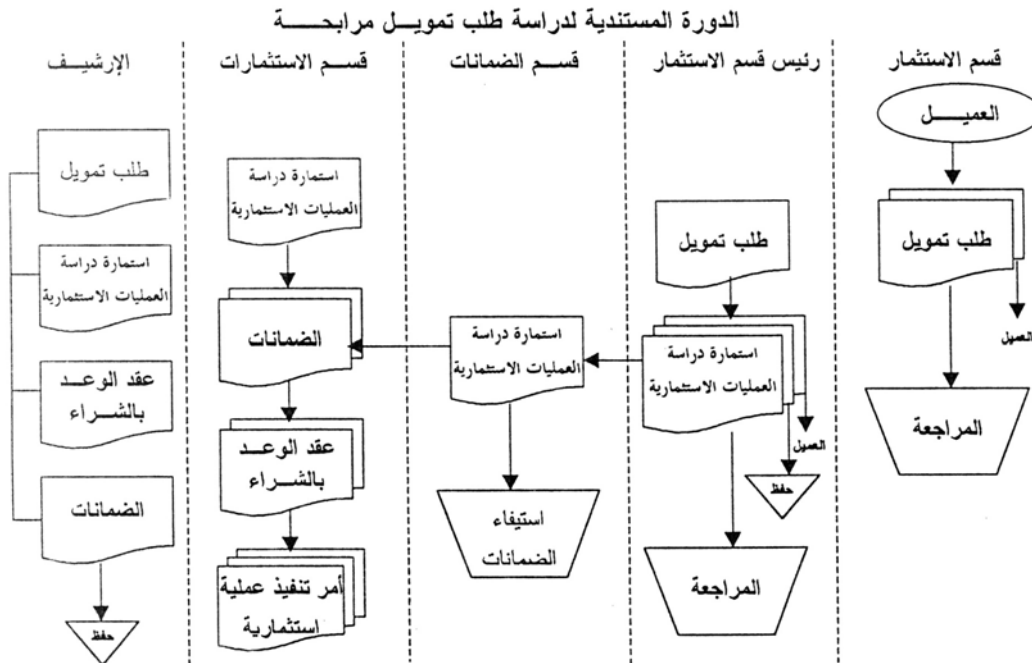 الدورة المستندية لدراسة طلب تمويل مرابحة
قسم الاستثمار
العميل
طلب تمويل
العميل
المراجعة
رئيس قسم الاستثمار
طلب تمويل
استمارة دراسة
العمليات الاستثمارية
العميل
حفظ
المراجعة
قسم الضمانات
استمارة دراسة
العمليات الاستثمارية
استيفاء
الضمانات
قسم الاستثمارات
استمارة دراسة
العمليات الاستثمارية
الضمانات
عقد الوعد
بالشراء
أمر تنفيذ عملية
استثمارية
الإرشيف
طلب تمويل
استمارة دراسة
العمليات الاستثمارية
عقد الوعد
بالشراء
الضمانات
حفظ